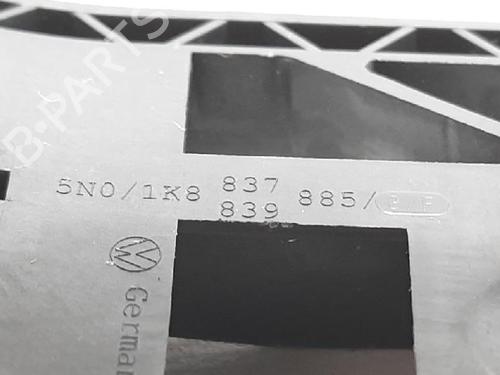 B-PARTS
837
5N0/1K8 885/
839
German